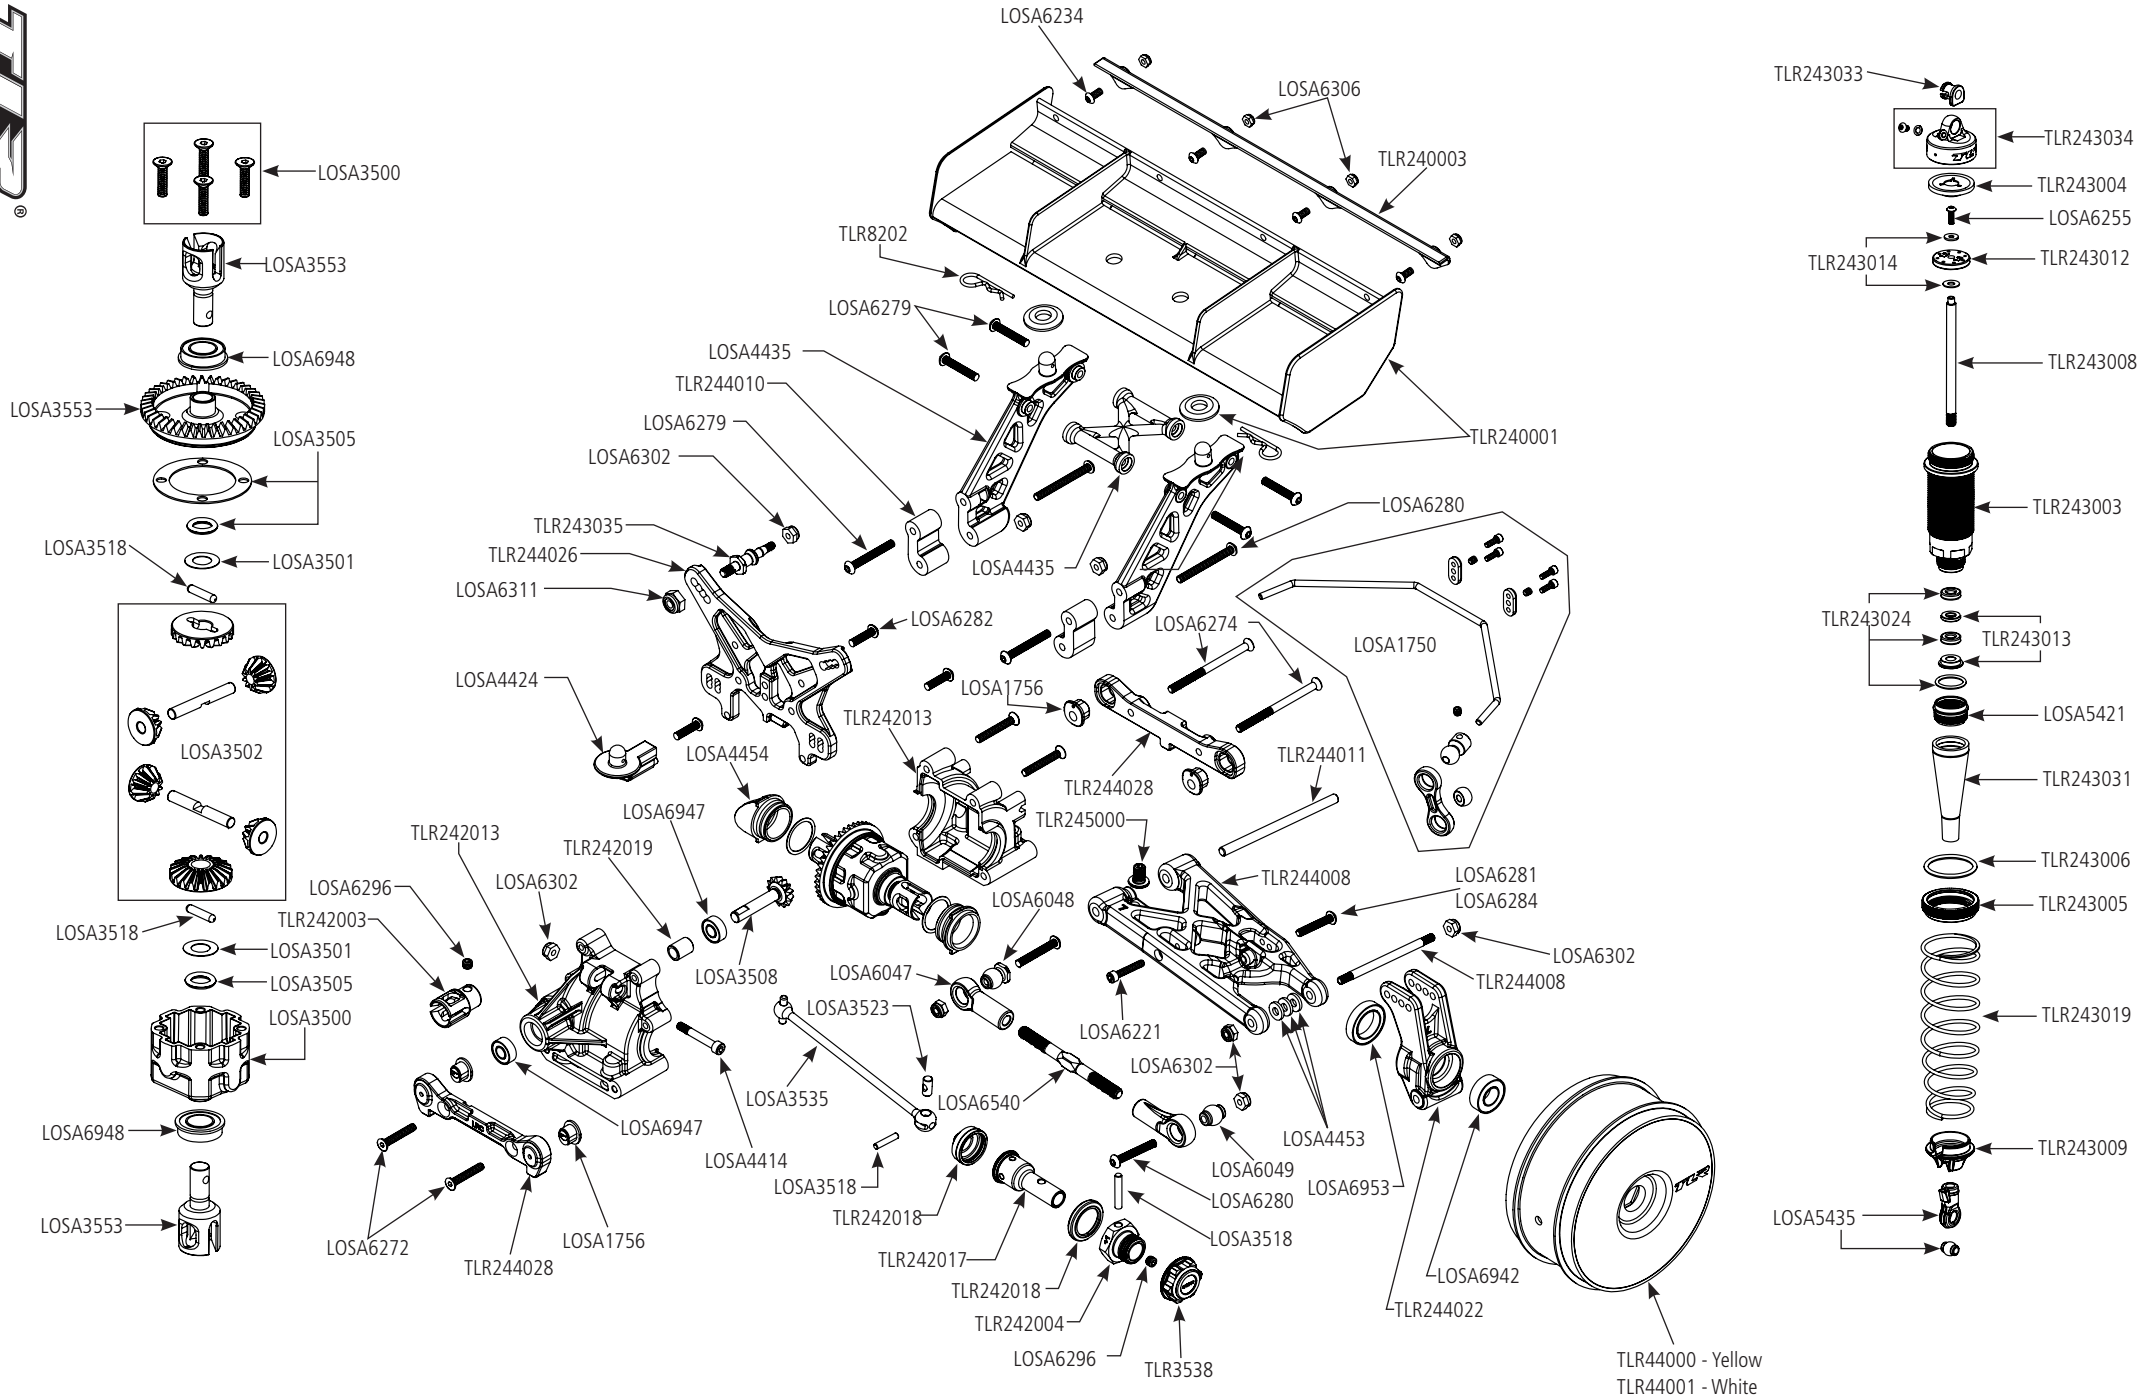 TLR
®
LOSA3500
LOSA3553
LOSA6948
LOSA3553
LOSA3505
LOSA3518
LOSA3501
LOSA3502
LOSA3518
LOSA3501
LOSA3505
LOSA3500
LOSA6948
LOSA3553
LOSA6234
LOSA6306
TLR240003
TLR8202
LOSA6279
LOSA4435
TLR244010
LOSA6279
LOSA6302
TLR243035
TLR244026
LOSA6311
TLR240001
LOSA6280
LOSA4435
LOSA6282
LOSA6274
LOSA1750
LOSA4424
LOSA1756
TLR242013
LOSA4454
TLR244028
TLR244011
LOSA6947
TLR245000
TLR242013
TLR242019
LOSA6302
LOSA6296
TLR242003
TLR244008
LOSA6281
LOSA6284
LOSA6048
LOSA6302
LOSA3508
LOSA6047
TLR244008
LOSA3523
LOSA6221
LOSA6302
LOSA3535
LOSA6540
LOSA6947
LOSA4414
LOSA4453
LOSA6049
LOSA3518
LOSA6953
LOSA6280
TLR242018
LOSA3518
LOSA6272
LOSA1756
TLR244028
TLR242017
LOSA6942
TLR242018
TLR244022
TLR242004
LOSA6296
TLR3538
TLR
TLR44000 - Yellow
TLR44001 - White
TLR243033
TLR243034
TLR243004
LOSA6255
TLR243014
TLR243012
TLR243008
TLR243003
TLR243024
TLR243013
LOSA5421
TLR243031
TLR243006
TLR243005
TLR243019
TLR243009
LOSA5435